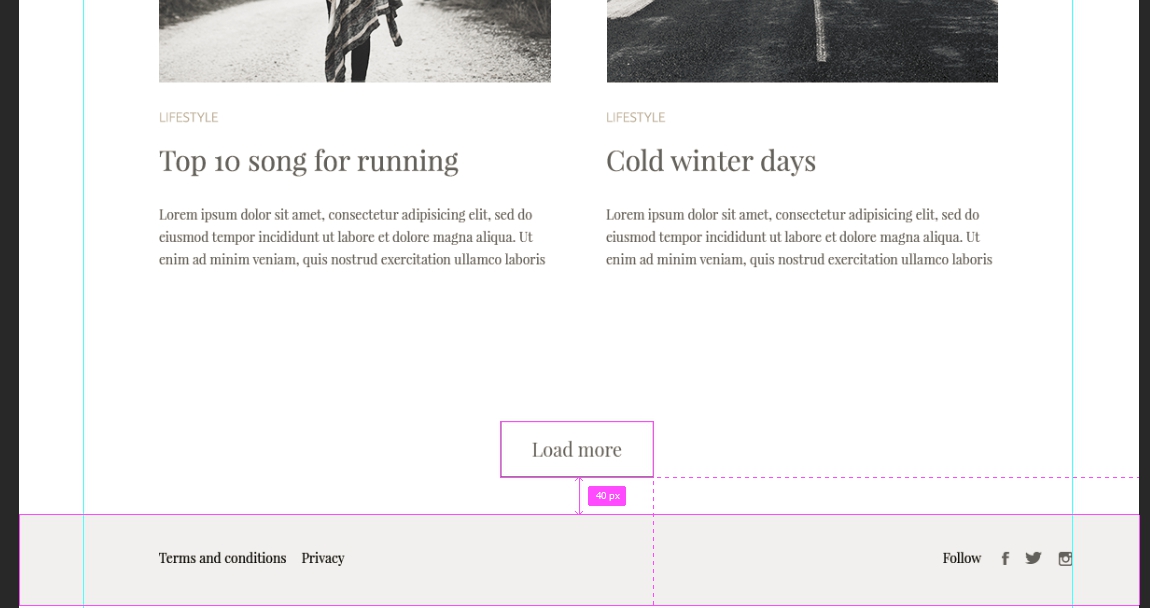 LIFESTYLE
Top 10 song for running
Lorem ipsum dolor sit amet, consectetur adipisicing elit, sed do
eiusmod tempor incididunt ut labore et dolore magna aliqua. Ut
enim ad minim veniam, quis nostrud exercitation ullamco laboris
LIFESTYLE
Cold winter days
Lorem ipsum dolor sit amet, consectetur adipisicing elit, sed do
eiusmod tempor incididunt ut labore et dolore magna aliqua. Ut
enim ad minim veniam, quis nostrud exercitation ullamco laboris
Load more
40 px
Terms and conditions Privacy
Follow